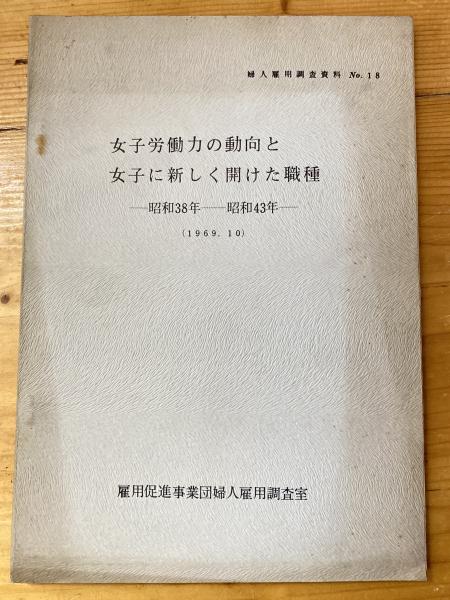 婦人雇用調査資料 No. 18
女子労働力の動向と
女子に新しく開けた職種
—昭和38年——昭和43年—
(1969. 10)
雇用促進事業団婦人雇用調査室